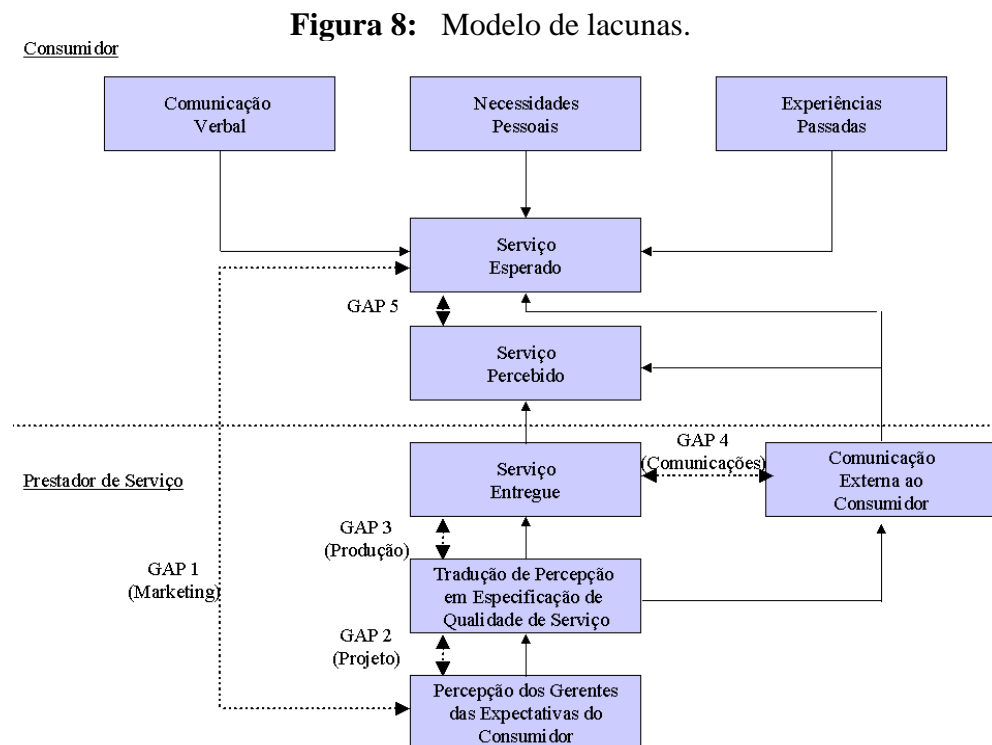 Figura 8: Modelo de lacunas.
Consumidor
Comunicação
Verbal
Necessidades
Pessoais
Experiências
Passadas
Serviço
Esperado
GAP 5
Serviço
Percebido
Prestador de Serviço
Serviço
Entregue
GAP 4
(Comunicações)
Comunicação
Externa ao
Consumidor
GAP 3
(Produção)
GAP 1
(Marketing)
Tradução de Percepção
em Especificação de
Qualidade de Serviço
GAP 2
(Projeto)
Percepção dos Gerentes
das Expectativas do
Consumidor